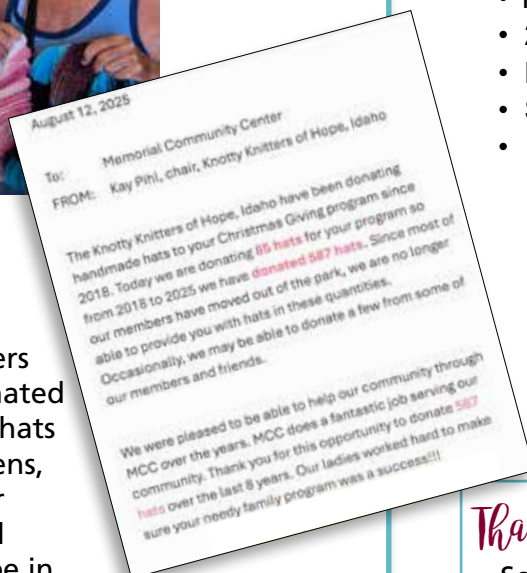 August 12, 2025
To: Memorial Community Center
FROM: Kay Pihl, chair, Knotty Knitters of Hope, Idaho
The Knotty Knitters of Hope, Idaho have been donating
handmade hats to your Christmas Giving program since
2018. Today we are donating 85 hats for your program so
from 2018 to 2025 we have donated 587 hats. Since most of
our members have moved out of the park, we are no longer
able to provide you with hats in these quantities.
Occasionally, we may be able to donate a few from some of
our members and friends.
We were pleased to be able to help our community through
MCC over the years. MCC does a fantastic job serving our
community. Thank you for this opportunity to donate 587
hats over the last 8 years. Our ladies worked hard to make
sure your needy family program was a success!!!
hats
be in